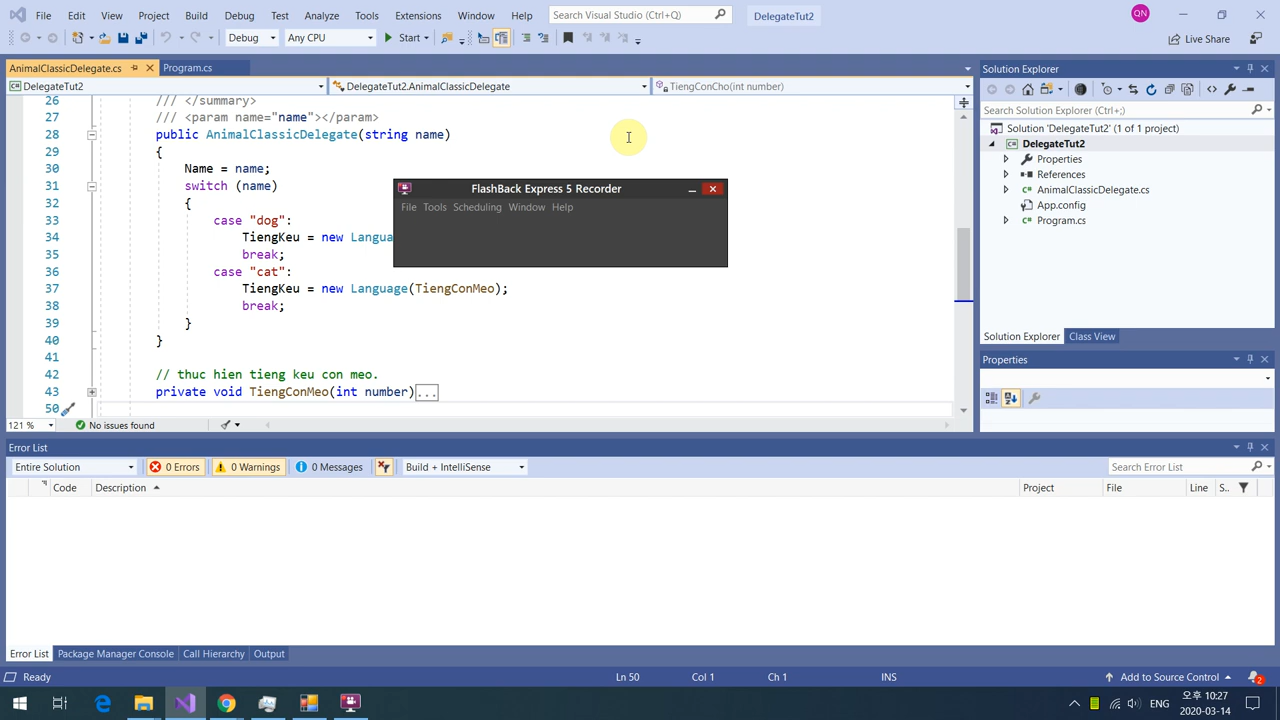 File Edit View Project Build Debug Test Analyze Tools Extensions Window Help Search Visual Studio (Ctrl+Q) DelegateTut2 QN
Debug Any CPU Start Live Share
AnimalClassicDelegate.cs Program.cs
DelegateTut2 DelegateTut2.AnimalClassicDelegate TiengConCho(int number)
26 /// </summary>
27 /// <param name="name"></param>
28 public AnimalClassicDelegate(string name)
29 {
30 Name = name;
31 switch (name)
32 {
33 case "dog":
34 TiengKeu = new Langua
35 break;
36 case "cat":
37 TiengKeu = new Language(TiengConMeo);
38 break;
39 }
40 }
41
42 // thuc hien tieng keu con meo.
43 private void TiengConMeo(int number)...
50
FlashBack Express 5 Recorder
File Tools Scheduling Window Help
121 % No issues found
Solution Explorer
Search Solution Explorer (Ctrl+;)
Solution 'DelegateTut2' (1 of 1 project)
DelegateTut2
Properties
References
AnimalClassicDelegate.cs
App.config
Program.cs
Solution Explorer Class View
Properties
Error List
Entire Solution 0 Errors 0 Warnings 0 Messages Build + IntelliSense Search Error List
Code Description Project File Line S..
Error List Package Manager Console Call Hierarchy Output
Ready Ln 50 Col 1 Ch 1 INS Add to Source Control 2
ENG 오후 10:27
2020-03-14